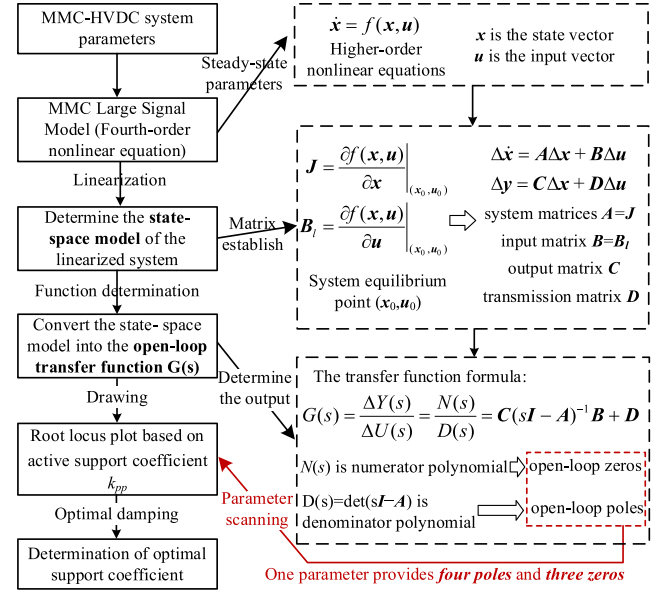 MMC-HVDC system
parameters
Steady-state
parameters
MMC Large Signal
Model (Fourth-order
nonlinear equation)
Linearization
Determine the state-
space model of the
linearized system
Matrix
establish
Function determination
Convert the state- space
model into the open-loop
transfer function G(s)
Determine
the output
Drawing
Root locus plot based on
active support coefficient
k_pp
Parameter
scanning
Optimal damping
Determination of optimal
support coefficient
ẋ = f(x, u)
Higher-order
nonlinear equations
x is the state vector
u is the input vector
J = ∂f(x, u)/∂x |(x₀, u₀)
B_l = ∂f(x, u)/∂u |(x₀, u₀)
System equilibrium
point (x₀,u₀)
Δẋ = AΔx + BΔu
Δy = CΔx + DΔu
system matrices A=J
input matrix B=B_l
output matrix C
transmission matrix D
The transfer function formula:
G(s) = ΔY(s)/ΔU(s) = N(s)/D(s) = C(sI − A)⁻¹B + D
N(s) is numerator polynomial
open-loop zeros
D(s)=det(sI−A) is
denominator polynomial
open-loop poles
One parameter provides four poles and three zeros